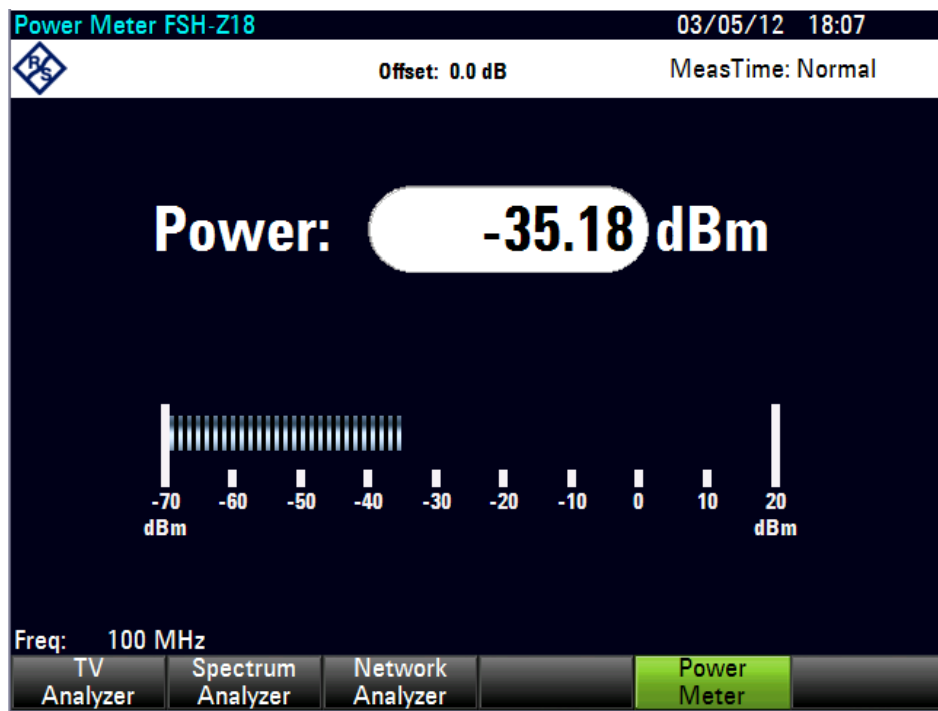 Power Meter FSH-Z18 03/05/12 18:07
R S Offset: 0.0 dB MeasTime: Normal
Power: -35.18 dBm
-70 -60 -50 -40 -30 -20 -10 0 10 20
dBm dBm
Freq: 100 MHz
TV Spectrum Network Power
Analyzer Analyzer Analyzer Meter